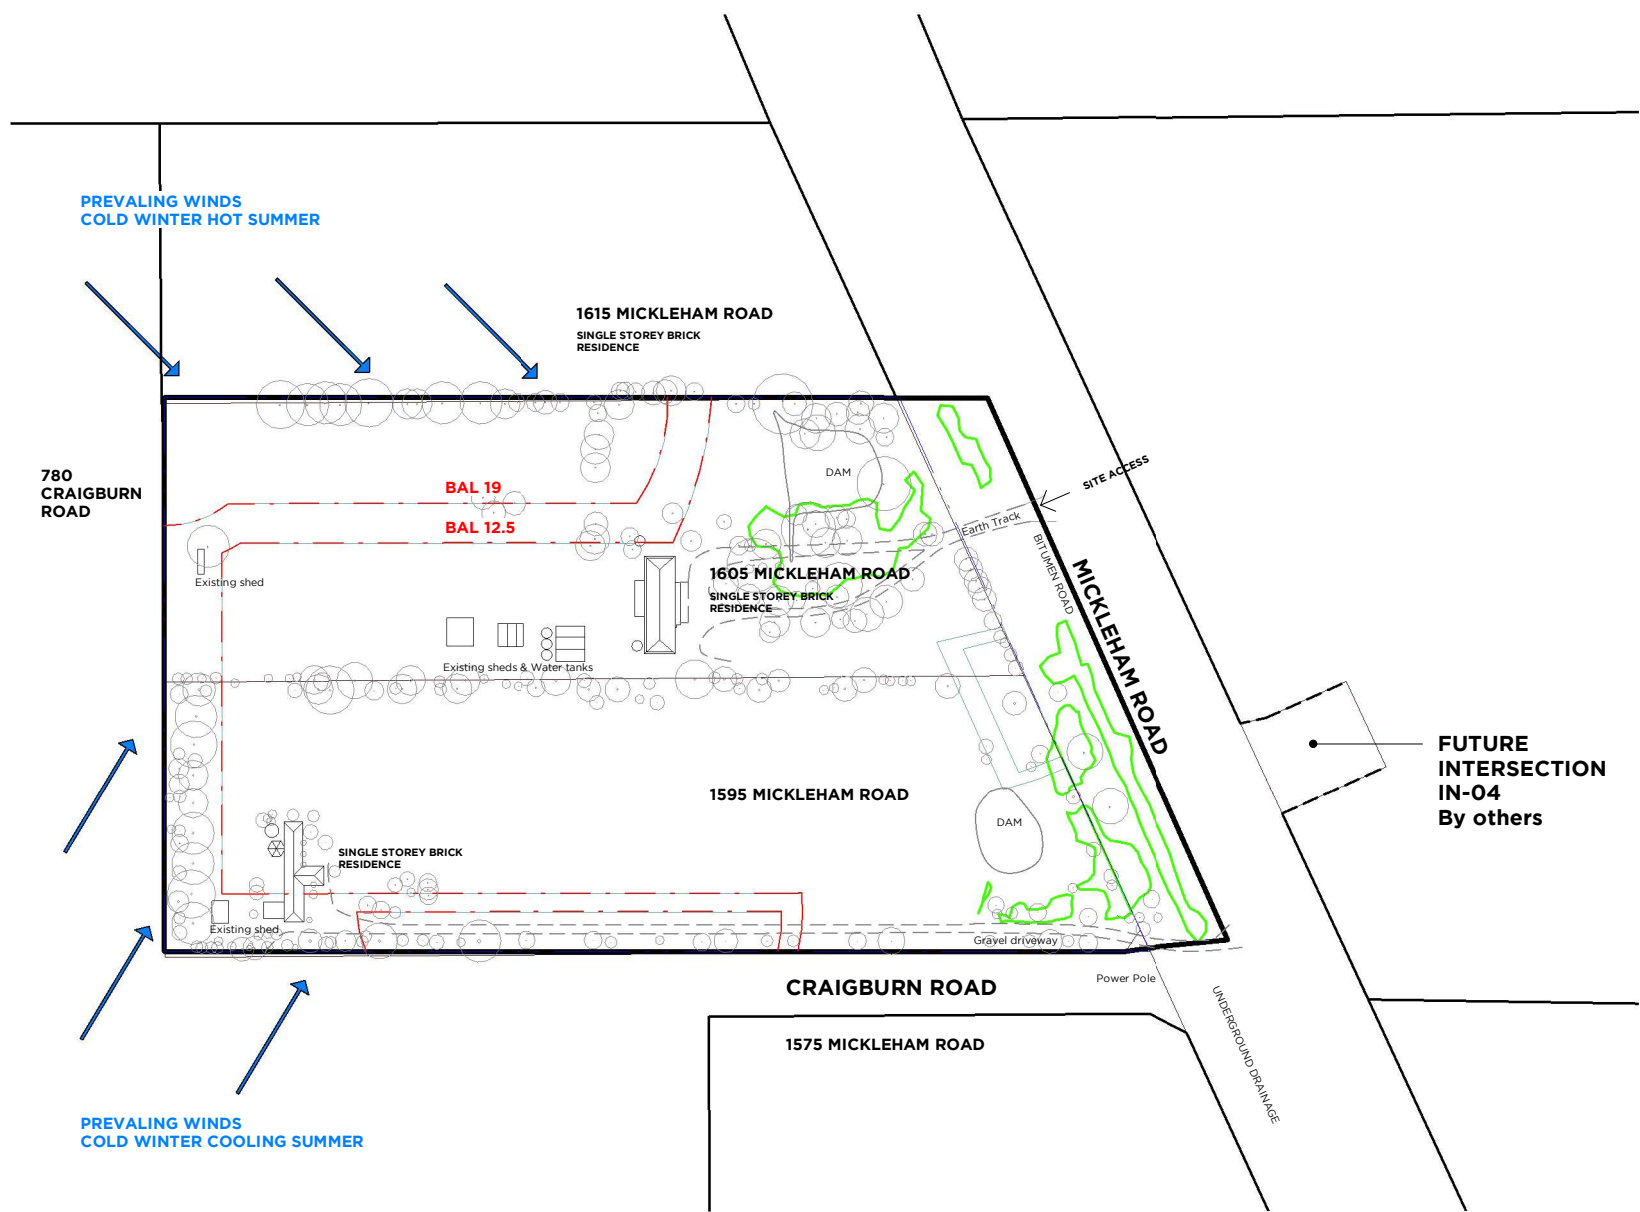 PREVALING WINDS
COLD WINTER HOT SUMMER
1615 MICKLEHAM ROAD
SINGLE STOREY BRICK
RESIDENCE
780
CRAIGBURN
ROAD
BAL 19
BAL 12.5
DAM
SITE ACCESS
Earth Track
BITUMEN ROAD
MICKLEHAM ROAD
Existing shed
1605 MICKLEHAM ROAD
SINGLE STOREY BRICK
RESIDENCE
Existing sheds & Water tanks
FUTURE
INTERSECTION
IN-04
By others
1595 MICKLEHAM ROAD
DAM
SINGLE STOREY BRICK
RESIDENCE
Existing shed
Gravel driveway
Power Pole
CRAIGBURN ROAD
UNDERGROUND DRAINAGE
1575 MICKLEHAM ROAD
PREVALING WINDS
COLD WINTER COOLING SUMMER